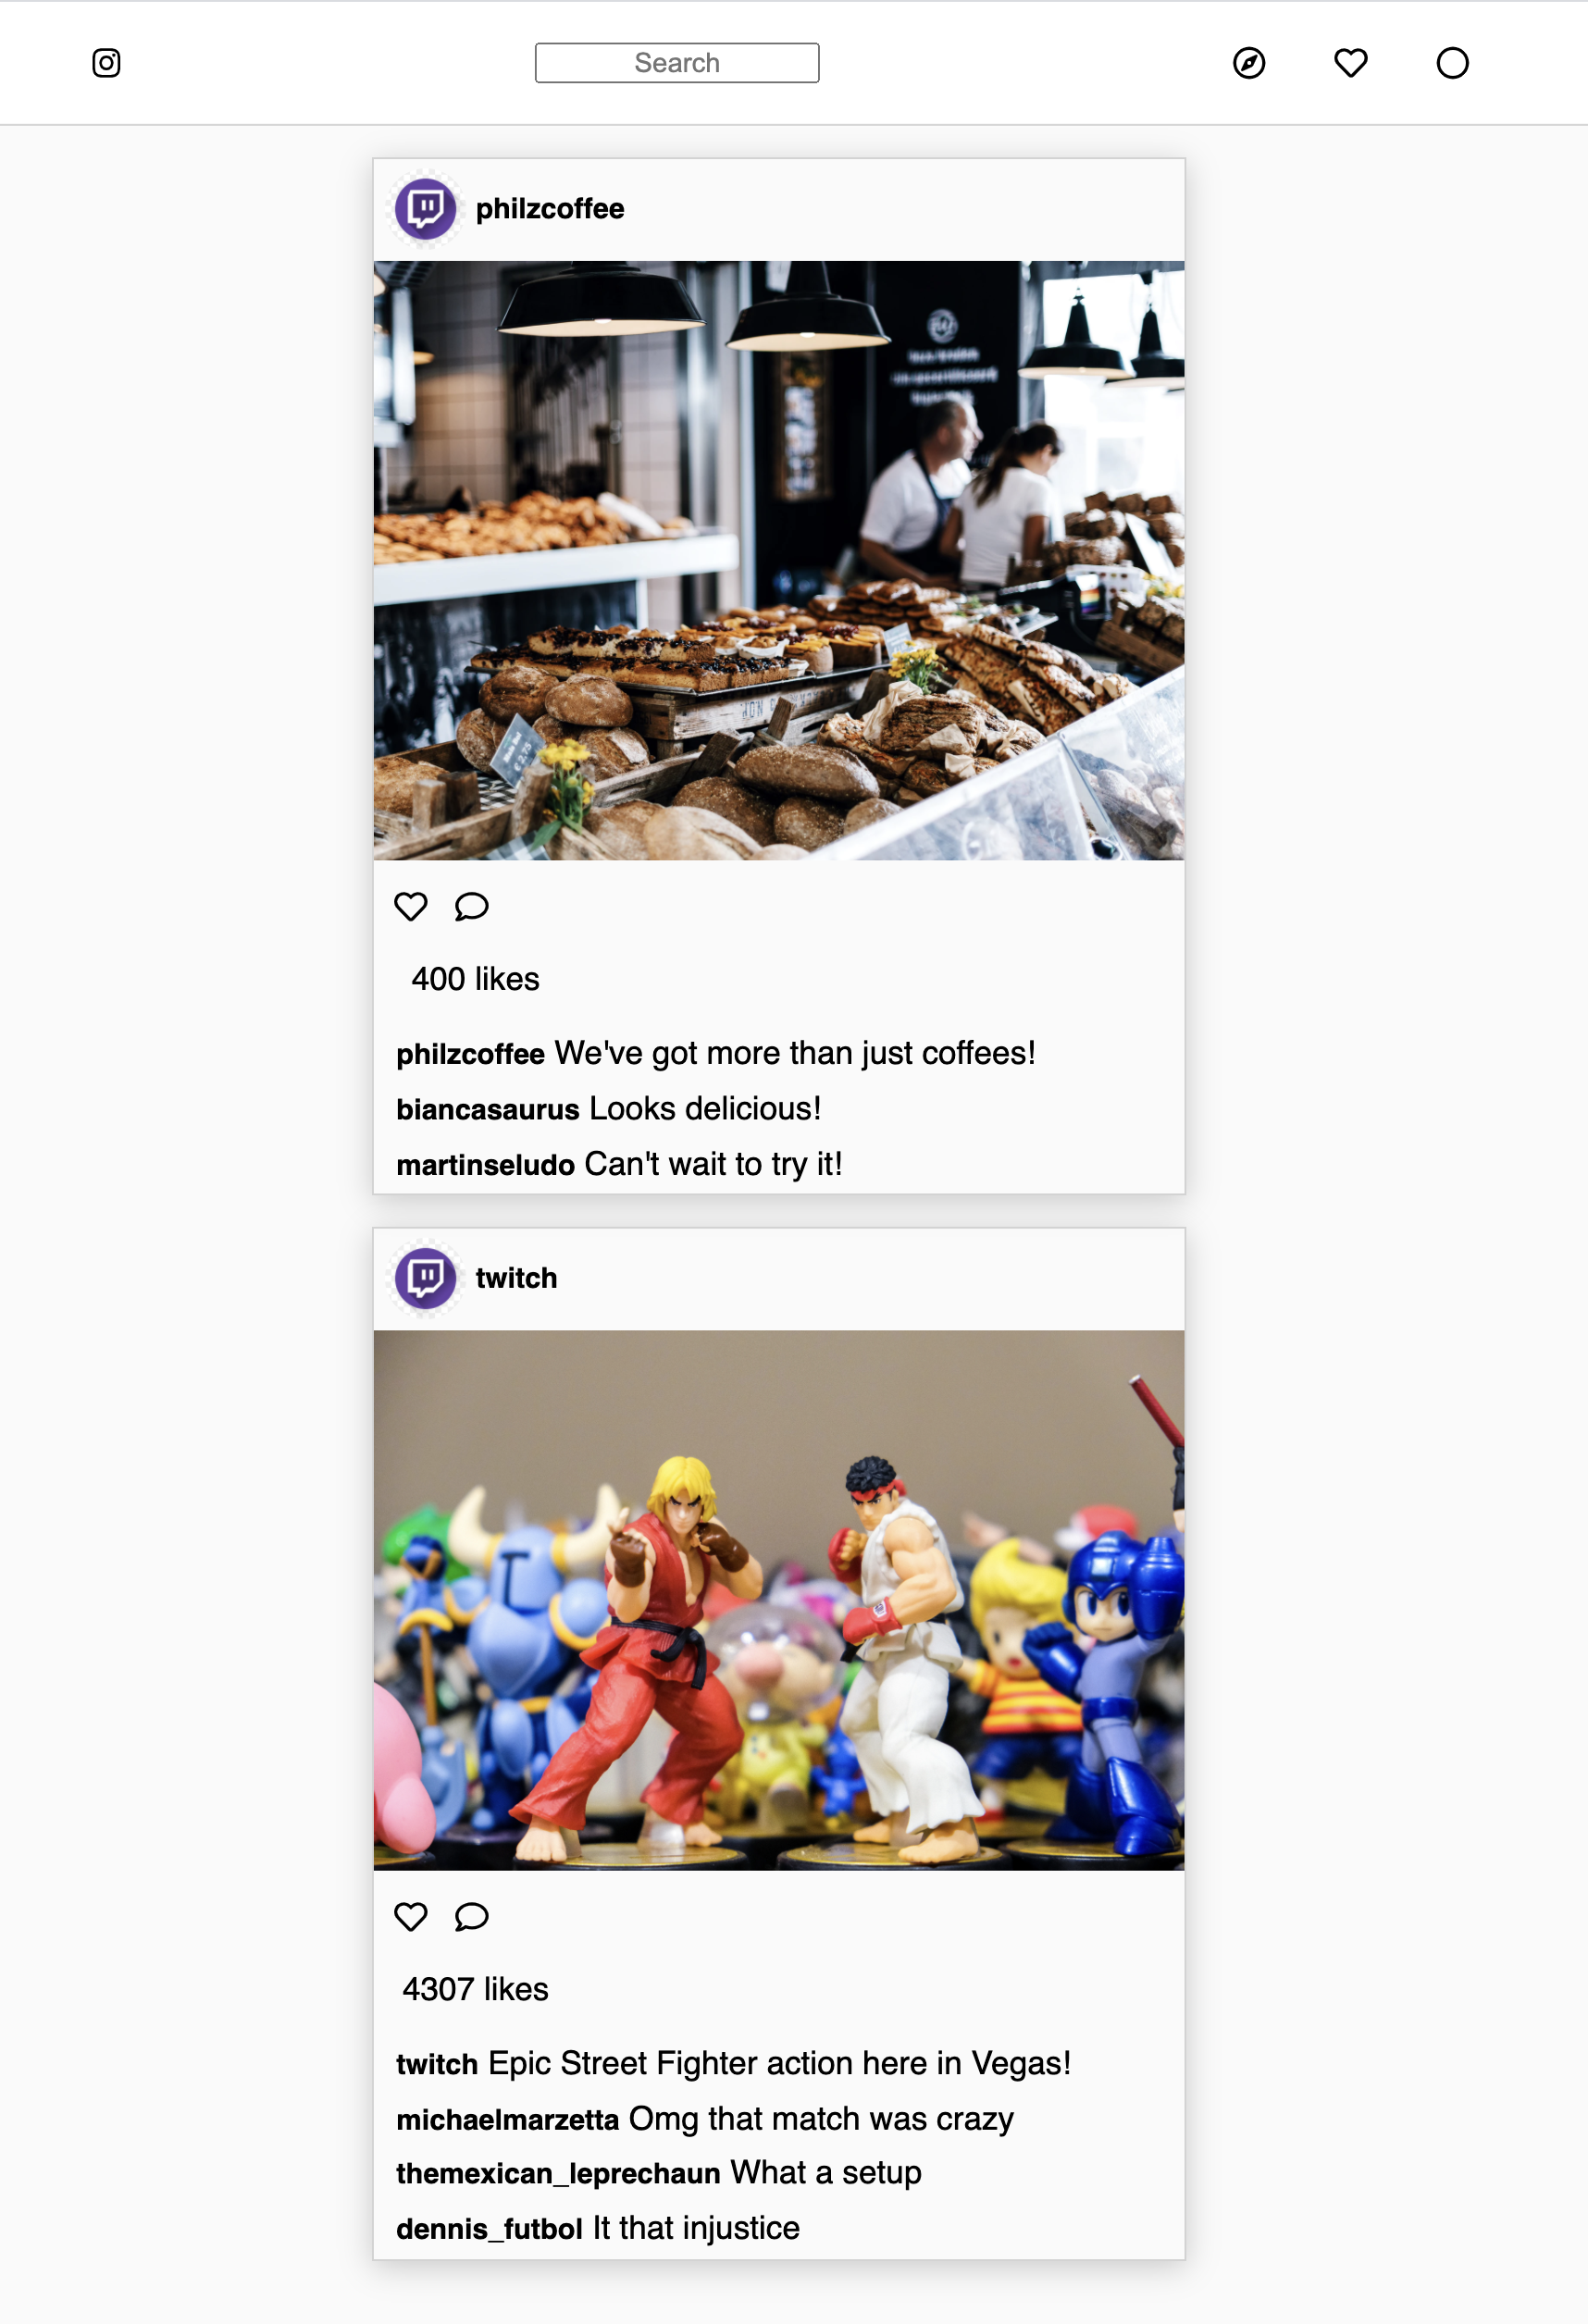 Search
philzcoffee
400 likes
philzcoffee We've got more than just coffees!
biancasaurus Looks delicious!
martinseludo Can't wait to try it!
twitch
4307 likes
twitch Epic Street Fighter action here in Vegas!
michaelmarzetta Omg that match was crazy
themexican_leprechaun What a setup
dennis_futbol It that injustice